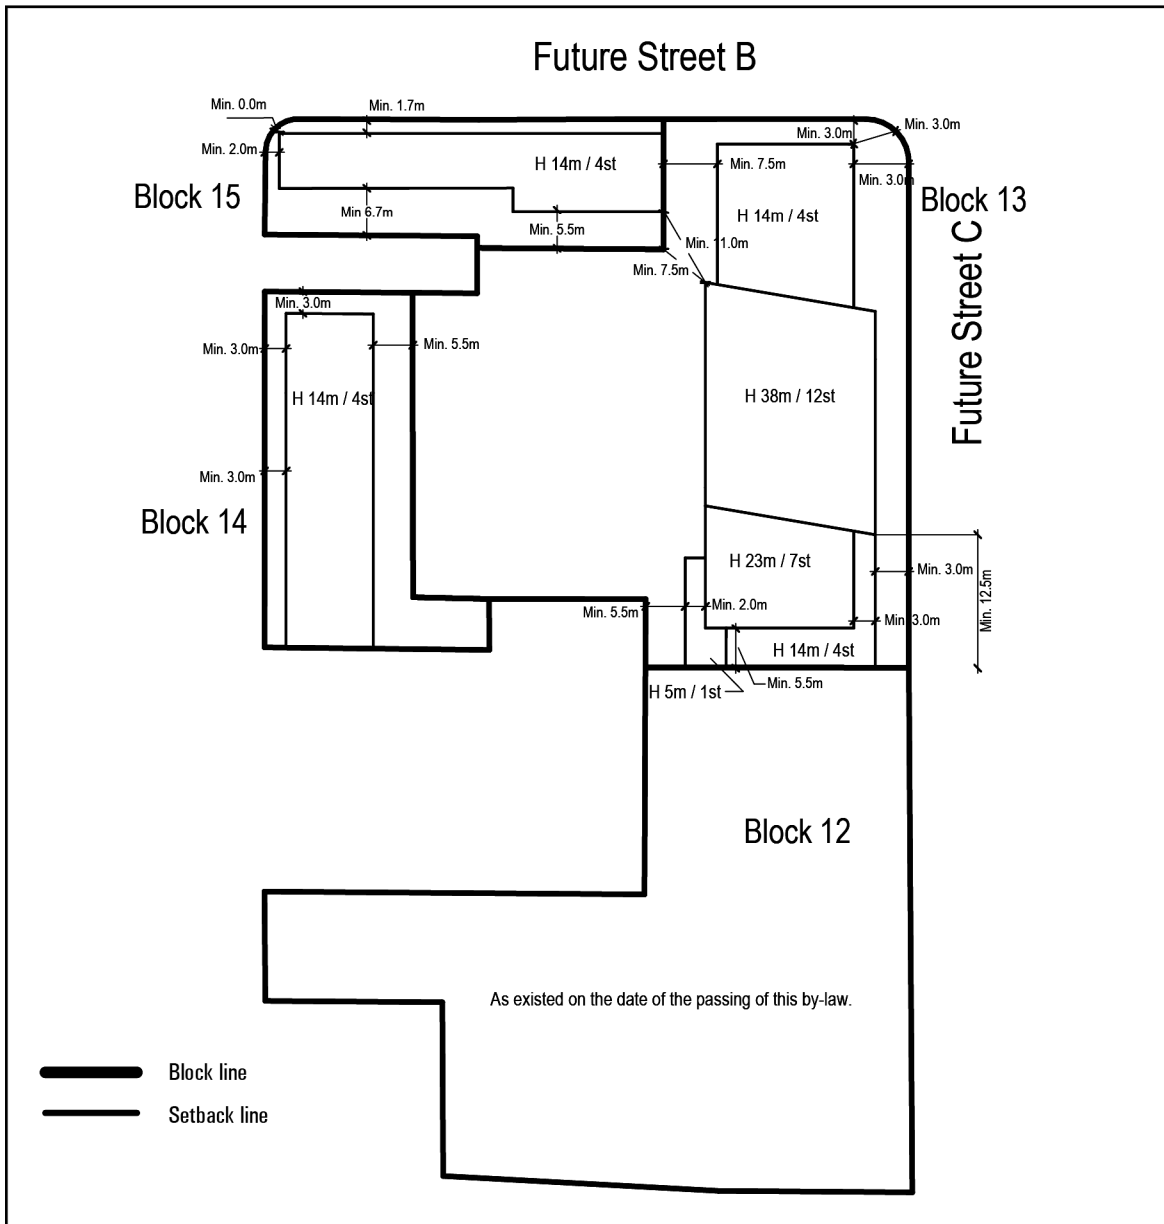 Future Street B
Min. 0.0m
Min. 1.7m
Min. 3.0m
Min. 3.0m
Min. 2.0m
H 14m / 4st
Min. 7.5m
Min. 3.0m
Block 15
Block 13
Min 6.7m
H 14m / 4st
Min. 5.5m
Min. 11.0m
Min. 7.5m
Future Street C
Min. 3.0m
Min. 3.0m
Min. 5.5m
H 14m / 4st
H 38m / 12st
Min. 3.0m
Block 14
H 23m / 7st
Min. 3.0m
Min. 12.5m
Min. 5.5m
Min. 2.0m
Min. 3.0m
H 14m / 4st
Min. 5.5m
H 5m / 1st
Block 12
As existed on the date of the passing of this by-law.
Block line
Setback line